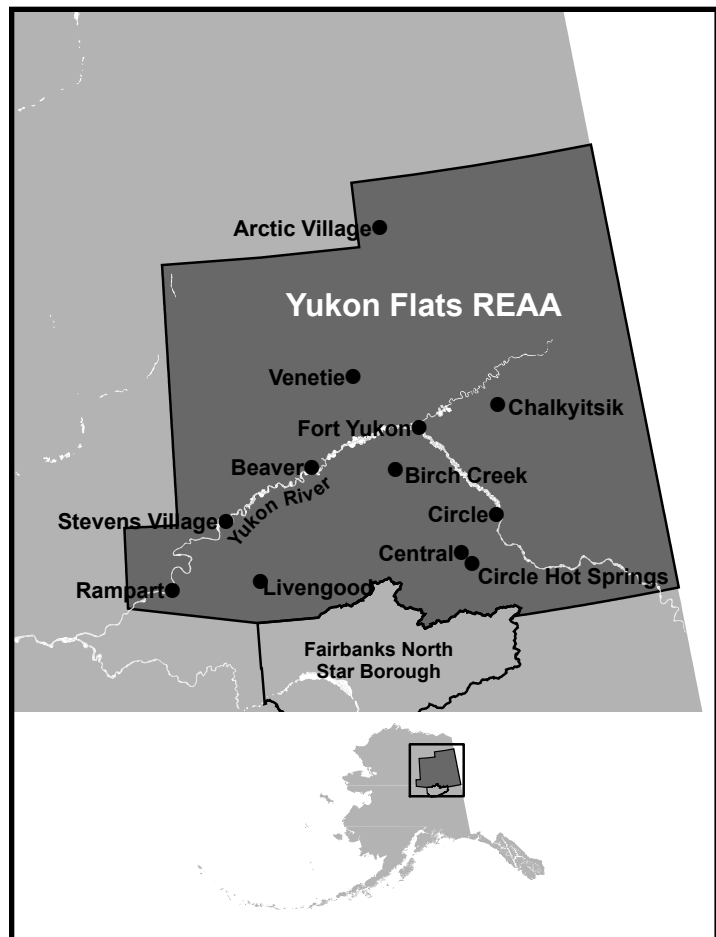 Arctic Village
Yukon Flats REAA
Venetie
Chalkyitsik
Fort Yukon
Beaver
Birch Creek
Yukon River
Stevens Village
Circle
Central
Circle Hot Springs
Rampart
Livengood
Fairbanks North
Star Borough